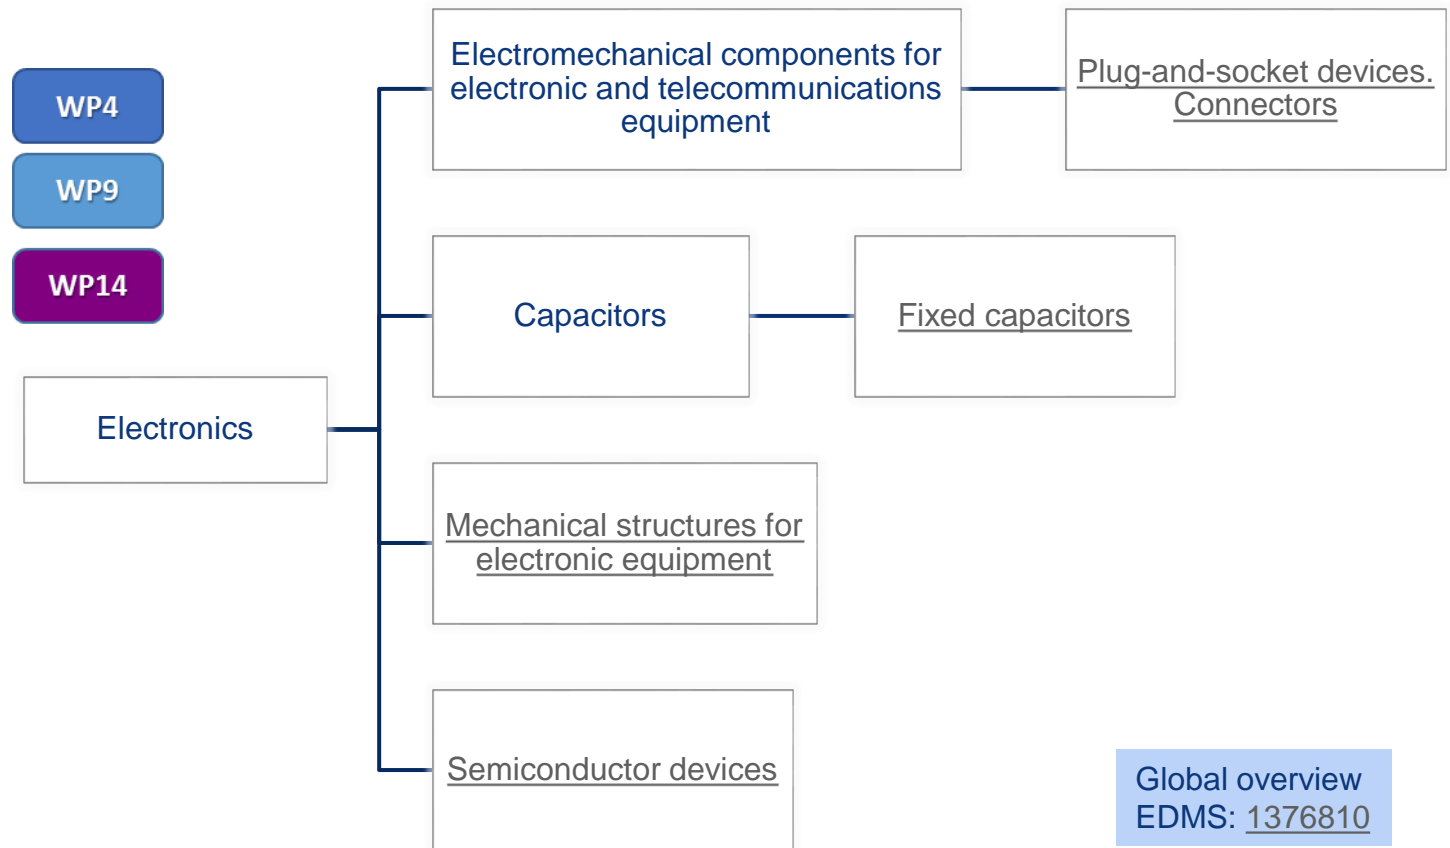 WP4
WP9
WP14
Electronics
Electromechanical components for
electronic and telecommunications
equipment
Plug-and-socket devices.
Connectors
Capacitors
Fixed capacitors
Mechanical structures for
electronic equipment
Semiconductor devices
Global overview
EDMS: 1376810